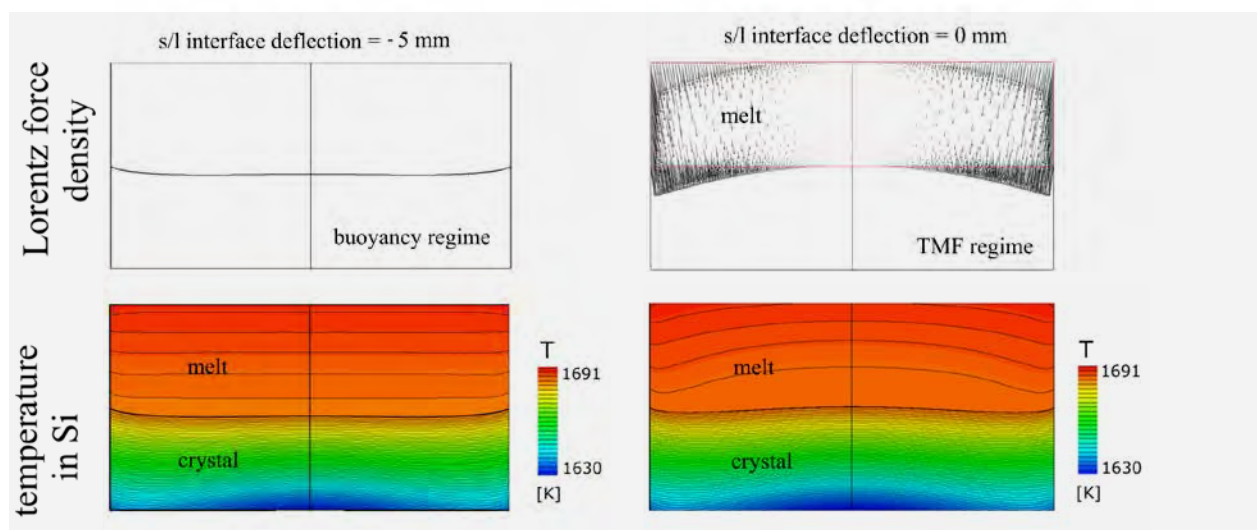 s/l interface deflection = - 5 mm
s/l interface deflection = 0 mm
Lorentz force
density
buoyancy regime
melt
TMF regime
temperature
in Si
melt
crystal
T
1691
1630
[K]
melt
crystal
T
1691
1630
[K]